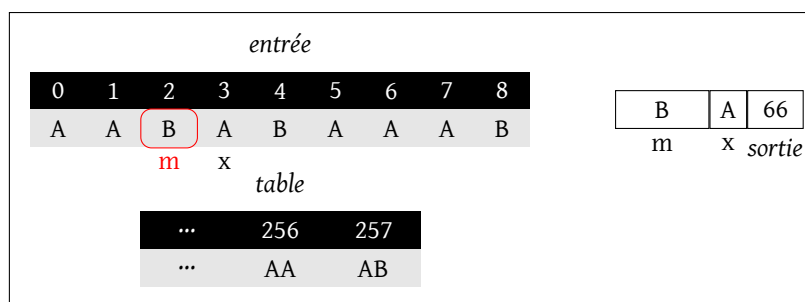 entrée
0 1 2 3 4 5 6 7 8
A A B A B A A A B
m x
B A 66
m x sortie
table
... 256 257
... AA AB